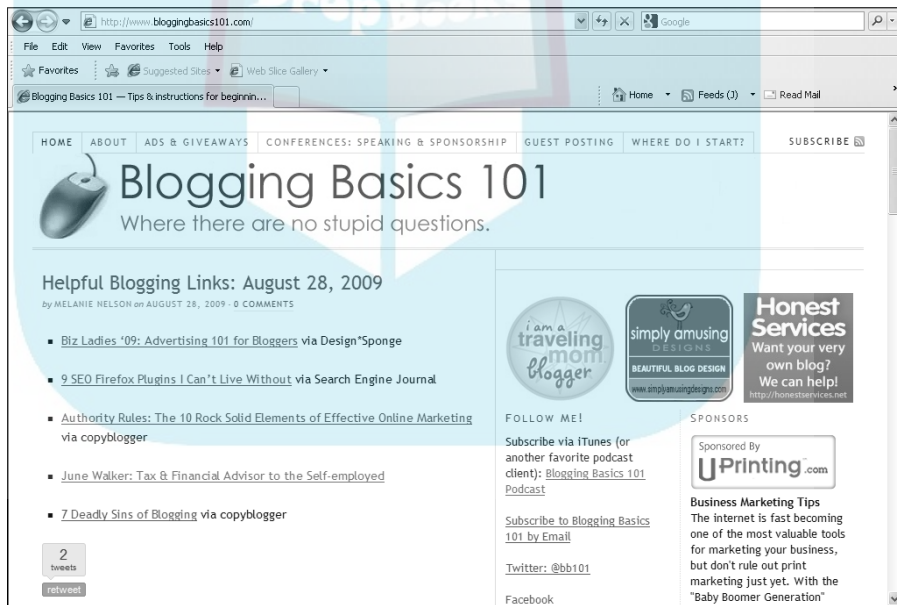 Drop Books
http://www.bloggingbasics101.com/
Google
File Edit View Favorites Tools Help
Favorites Suggested Sites Web Slice Gallery
Blogging Basics 101 — Tips & instructions for beginnin...
Home Feeds (J) Read Mail
HOME ABOUT ADS & GIVEAWAYS CONFERENCES: SPEAKING & SPONSORSHIP GUEST POSTING WHERE DO I START? SUBSCRIBE
Blogging Basics 101
Where there are no stupid questions.
Helpful Blogging Links: August 28, 2009
by MELANIE NELSON on AUGUST 28, 2009 · 0 COMMENTS
Biz Ladies ‘09: Advertising 101 for Bloggers via Design*Sponge
9 SEO Firefox Plugins I Can’t Live Without via Search Engine Journal
Authority Rules: The 10 Rock Solid Elements of Effective Online Marketing
via copyblogger
June Walker: Tax & Financial Advisor to the Self-employed
7 Deadly Sins of Blogging via copyblogger
2
tweets
retweet
i am a
traveling
mom
blogger
simply amusing
DESIGNS
BEAUTIFUL BLOG DESIGN
www.simplyamusingdesigns.com
Honest
Services
Want your very
own blog?
We can help!
http://honestservices.net
FOLLOW ME!
Subscribe via iTunes (or
another favorite podcast
client): Blogging Basics 101
Podcast
Subscribe to Blogging Basics
101 by Email
Twitter: @bb101
Facebook
SPONSORS
Sponsored By
UPrinting.com
Business Marketing Tips
The internet is fast becoming
one of the most valuable tools
for marketing your business,
but don't rule out print
marketing just yet. With the
"Baby Boomer Generation"